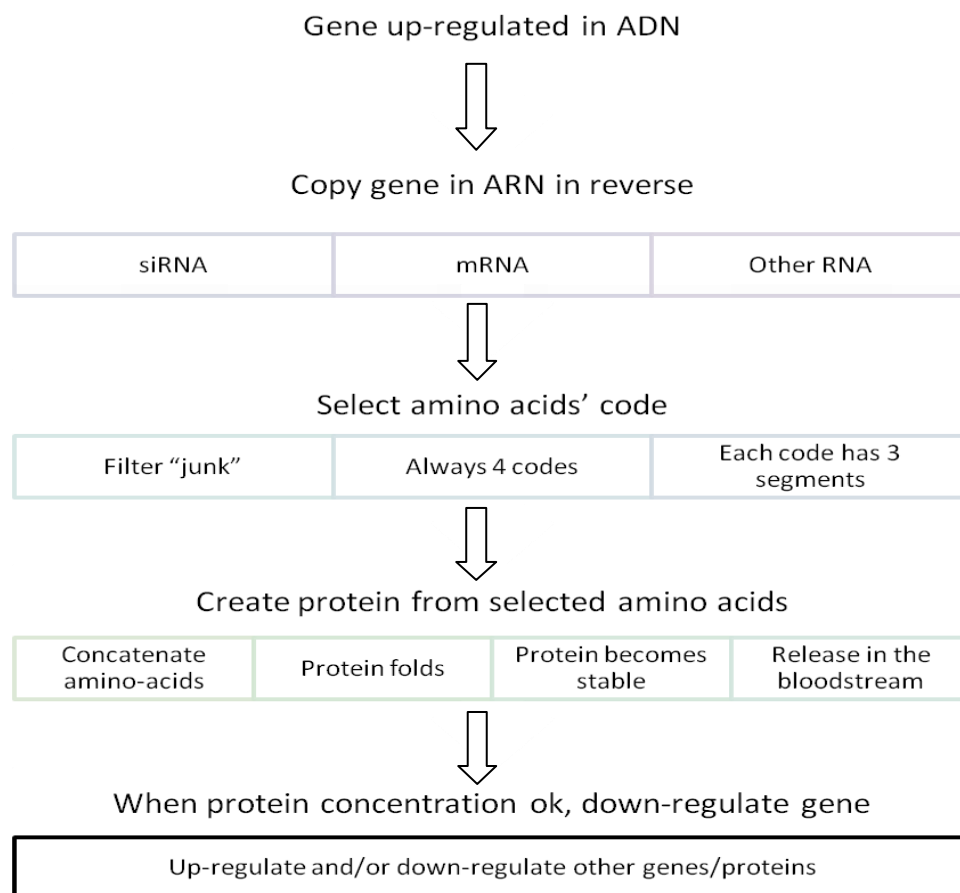 Gene up-regulated in ADN
Copy gene in ARN in reverse
siRNA
mRNA
Other RNA
Select amino acids’ code
Filter “junk”
Always 4 codes
Each code has 3
segments
Create protein from selected amino acids
Concatenate
amino-acids
Protein folds
Protein becomes
stable
Release in the
bloodstream
When protein concentration ok, down-regulate gene
Up-regulate and/or down-regulate other genes/proteins